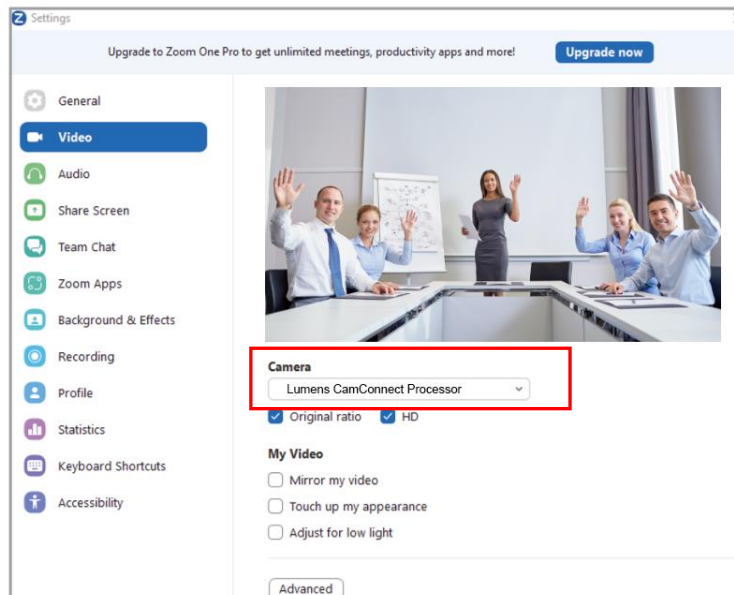 Settings
Upgrade to Zoom One Pro to get unlimited meetings, productivity apps and more!
Upgrade now
General
Video
Audio
Share Screen
Team Chat
Zoom Apps
Background & Effects
Recording
Profile
Statistics
Keyboard Shortcuts
Accessibility
Camera
Lumens CamConnect Processor
Original ratio HD
My Video
Mirror my video
Touch up my appearance
Adjust for low light
Advanced